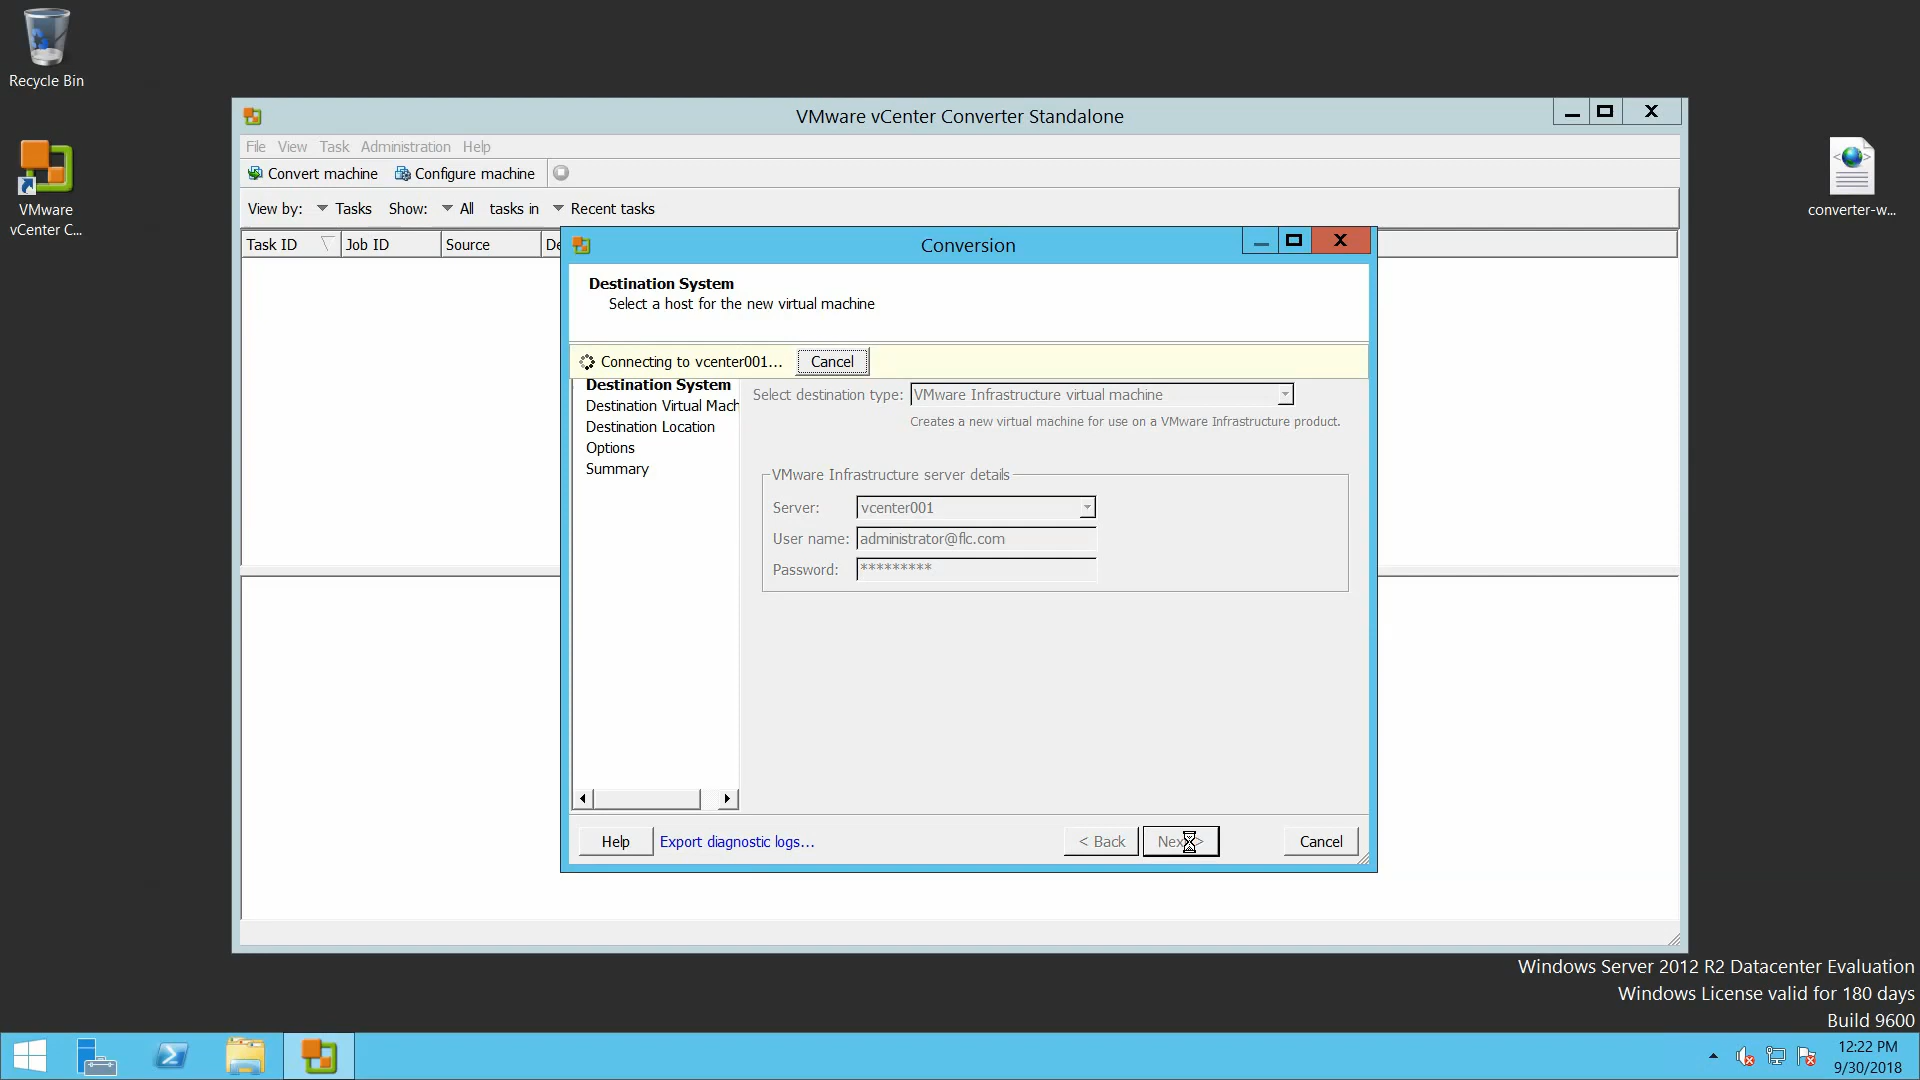 Recycle Bin
VMware
vCenter C...
converter-w...
VMware vCenter Converter Standalone
File View Task Administration Help
Convert machine Configure machine
View by: Tasks Show: All tasks in Recent tasks
Task ID Job ID Source
Conversion
Destination System
Select a host for the new virtual machine
Connecting to vcenter001... Cancel
Destination System
Destination Virtual Mach
Destination Location
Options
Summary
Select destination type: VMware Infrastructure virtual machine
Creates a new virtual machine for use on a VMware Infrastructure product.
VMware Infrastructure server details
Server: vcenter001
User name: administrator@flc.com
Password: *********
Help Export diagnostic logs... < Back Cancel
Windows Server 2012 R2 Datacenter Evaluation
Windows License valid for 180 days
Build 9600
12:22 PM
9/30/2018